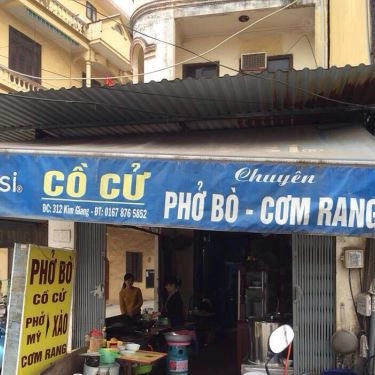 si®
CỒ CỬ
ĐC: 312 Kim Giang - ĐT: 0167 876 5862
Chuyên
PHỞ BÒ - CƠM RANG
PHỞ BÒ
CỒ CỬ
PHỞ
MỲ
XÀO
CƠM RANG